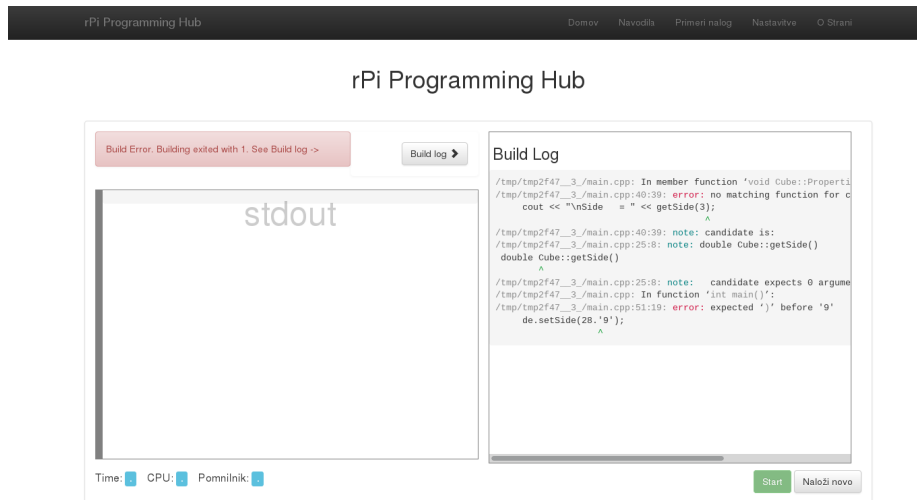 rPi Programming Hub
Domov Navodila Primeri nalog Nastavitve O Strani
rPi Programming Hub
Build Error. Building exited with 1. See Build log ->
Build log
stdout
Build Log
/tmp/tmp2f47__3_/main.cpp: In member function ‘void Cube::Properti
/tmp/tmp2f47__3_/main.cpp:40:39: error: no matching function for c
cout << "\nSide   = " << getSide(3);
^
/tmp/tmp2f47__3_/main.cpp:40:39: note: candidate is:
/tmp/tmp2f47__3_/main.cpp:25:8: note: double Cube::getSide()
double Cube::getSide()
^
/tmp/tmp2f47__3_/main.cpp:25:8: note:   candidate expects 0 argume
/tmp/tmp2f47__3_/main.cpp: In function ‘int main()’:
/tmp/tmp2f47__3_/main.cpp:51:19: error: expected ‘)’ before '9'
de.setSide(28.'9');
^
Time: . CPU: . Pomnilnik: .
Start Naloži novo